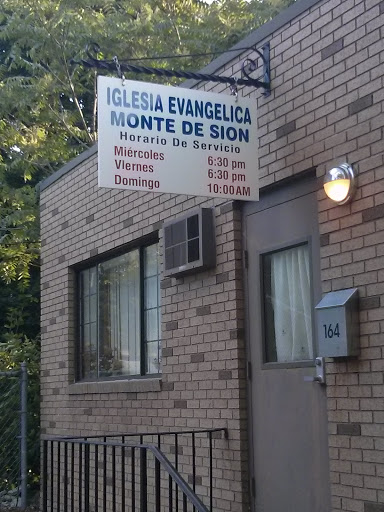 IGLESIA EVANGELICA
MONTE DE SION
Horario De Servicio
Miércoles 6:30 pm
Viernes 6:30 pm
Domingo 10:00AM
164